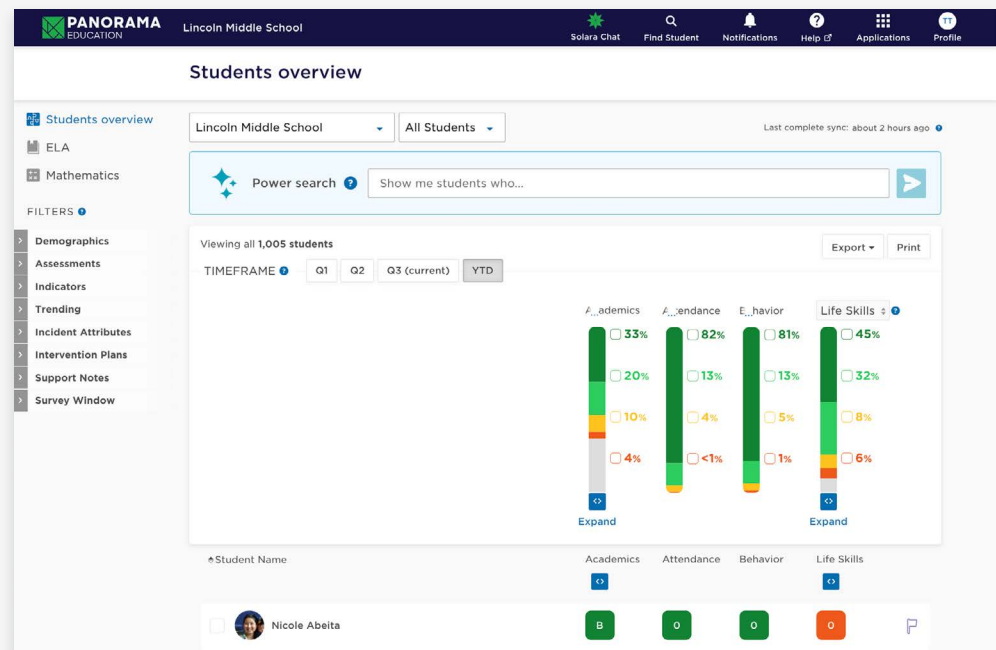 PANORAMA
EDUCATION
Lincoln Middle School
Solara Chat
Find Student
Notifications
Help
Applications
TT
Profile
Students overview
Students overview
ELA
Mathematics
FILTERS ?
Demographics
Assessments
Indicators
Trending
Incident Attributes
Intervention Plans
Support Notes
Survey Window
Lincoln Middle School
All Students
Last complete sync: about 2 hours ago ?
Power search ?
Show me students who...
Viewing all 1,005 students
Export
Print
TIMEFRAME ?
Q1
Q2
Q3 (current)
YTD
A...ademics
A...tendance
B...havior
Life Skills ?
33% 82% 81% 45%
20% 13% 13% 32%
10% 4% 5% 8%
4% <1% 1% 6%
Expand
Expand
Student Name
Academics
Attendance
Behavior
Life Skills
Nicole Abeita
B
0
0
0